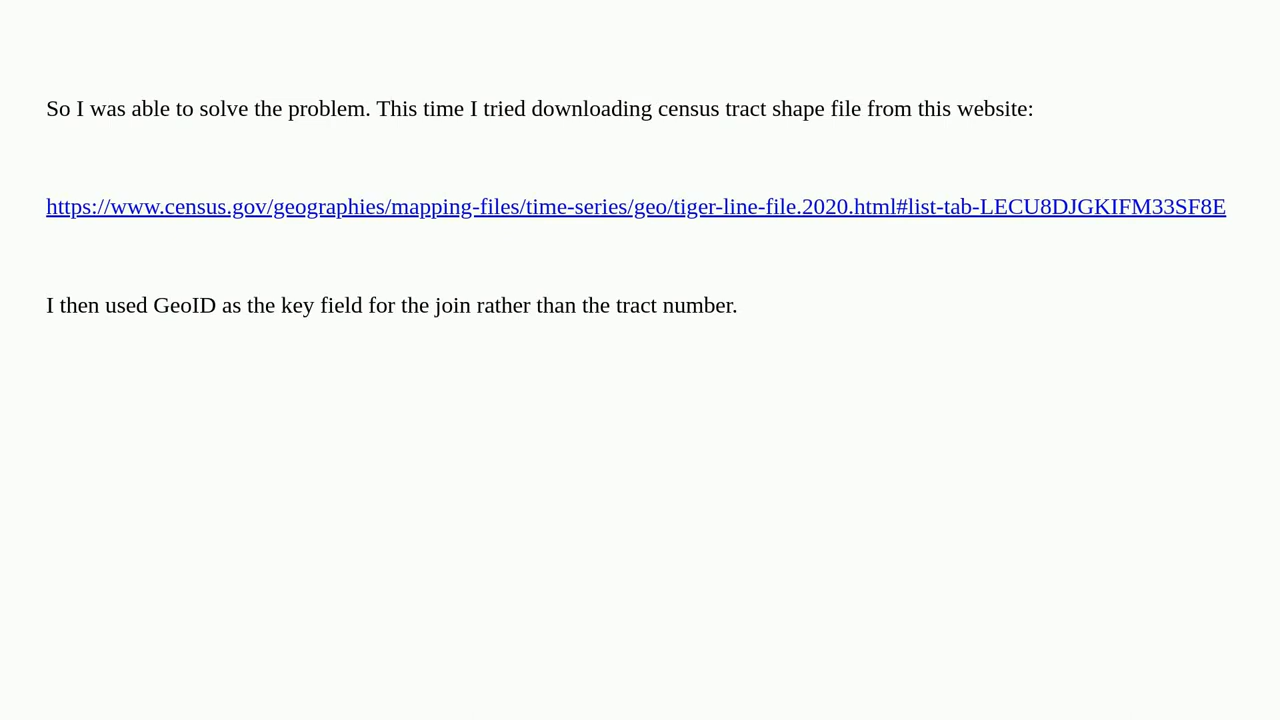 So I was able to solve the problem. This time I tried downloading census tract shape file from this website:
https://www.census.gov/geographies/mapping-files/time-series/geo/tiger-line-file.2020.html#list-tab-LECU8DJGKIFM33SF8E
I then used GeoID as the key field for the join rather than the tract number.